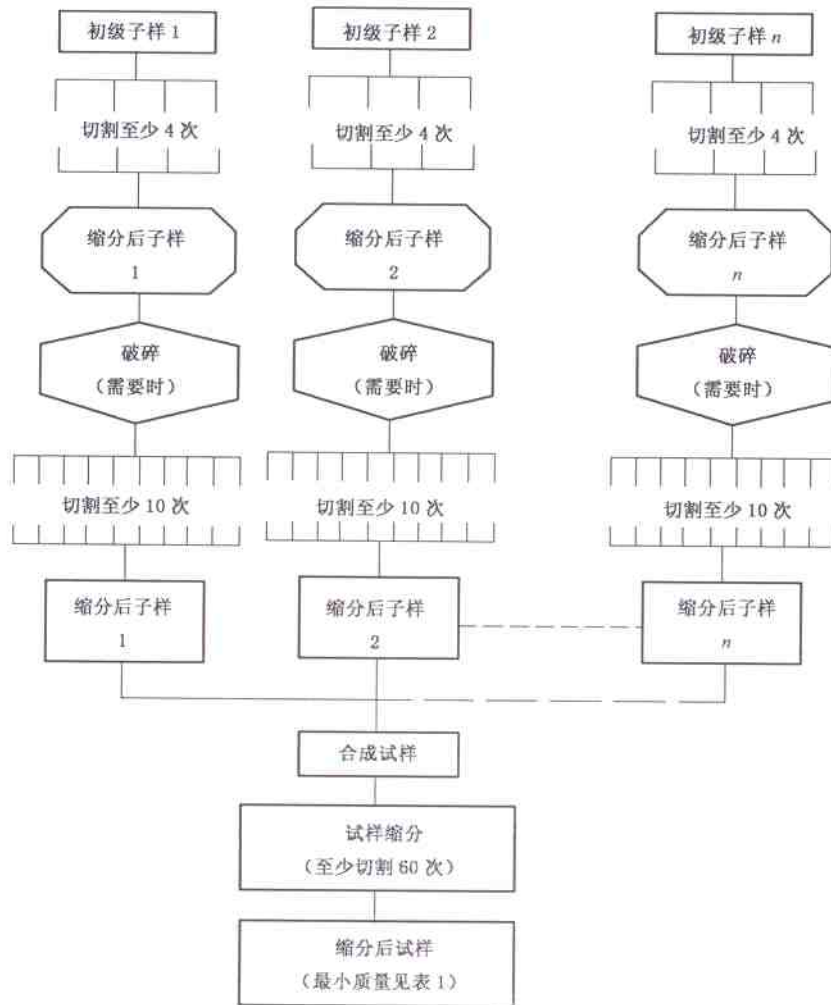 初级子样 1
初级子样 2
初级子样 n
切割至少 4 次
切割至少 4 次
切割至少 4 次
缩分后子样
1
缩分后子样
2
缩分后子样
n
破碎
(需要时)
破碎
(需要时)
破碎
(需要时)
切割至少 10 次
切割至少 10 次
切割至少 10 次
缩分后子样
1
缩分后子样
2
缩分后子样
n
合成试样
试样缩分
(至少切割 60 次)
缩分后试样
(最小质量见表 1)